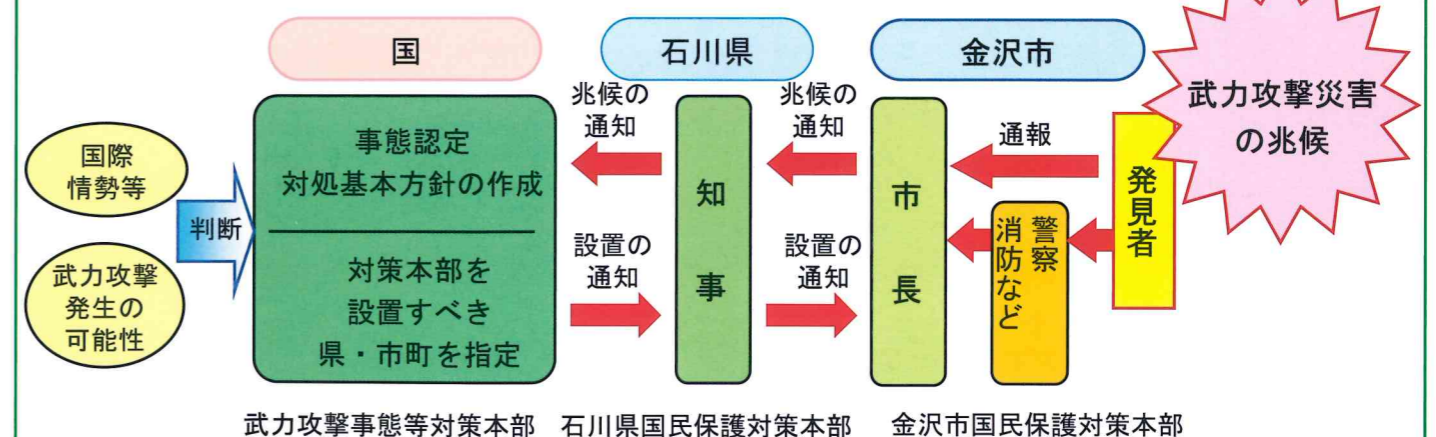 国
石川県
金沢市
武力攻撃災害
の兆候
国際
情勢等
武力攻撃
発生の
可能性
判断
事態認定
対処基本方針の作成
対策本部を
設置すべき
県・市町を指定
兆候の
通知
設置の
通知
知事
兆候の
通知
設置の
通知
市長
通報
警察
消防など
発見者
武力攻撃事態等対策本部
石川県国民保護対策本部
金沢市国民保護対策本部